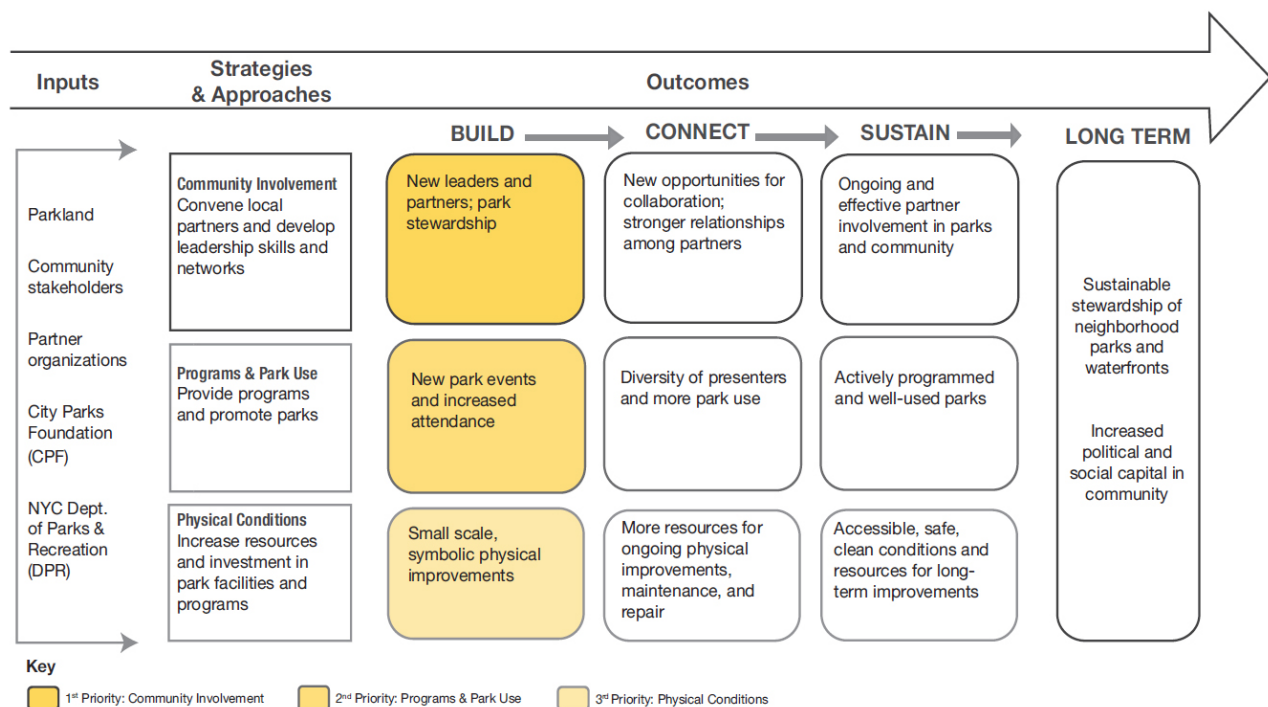 Inputs
Strategies
& Approaches
Outcomes
BUILD
CONNECT
SUSTAIN
LONG TERM
Parkland
Community
stakeholders
Partner
organizations
City Parks
Foundation
(CPF)
NYC Dept.
of Parks &
Recreation
(DPR)
Community Involvement
Convene local
partners and develop
leadership skills and
networks
New leaders and
partners; park
stewardship
New opportunities for
collaboration;
stronger relationships
among partners
Ongoing and
effective partner
involvement in parks
and community
Programs & Park Use
Provide programs
and promote parks
New park events
and increased
attendance
Diversity of presenters
and more park use
Actively programmed
and well-used parks
Physical Conditions
Increase resources
and investment in
park facilities and
programs
Small scale,
symbolic physical
improvements
More resources for
ongoing physical
improvements,
maintenance, and
repair
Accessible, safe,
clean conditions and
resources for long-
term improvements
Sustainable
stewardship of
neighborhood
parks and
waterfronts
Increased
political and
social capital in
community
Key
1st Priority: Community Involvement
2nd Priority: Programs & Park Use
3rd Priority: Physical Conditions